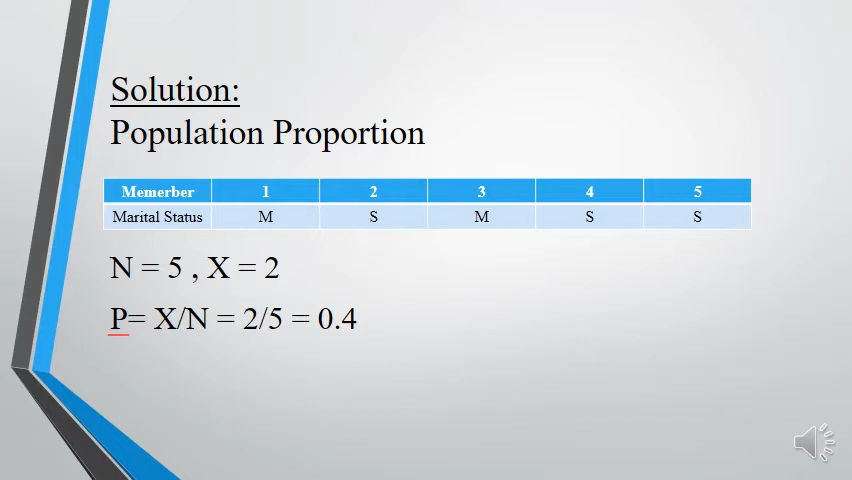 Solution:
Population Proportion
Memerber 1 2 3 4 5
Marital Status M S M S S
N = 5 , X = 2
P= X/N = 2/5 = 0.4